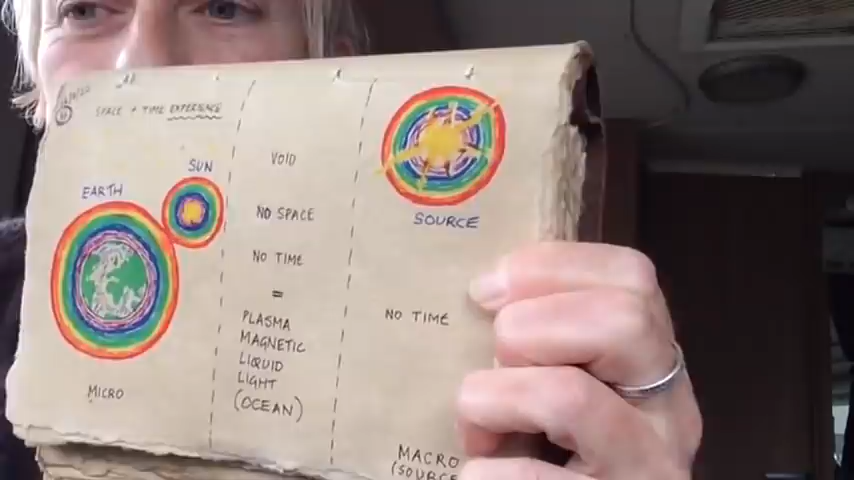 SPACE + TIME EXPERIENCE
SUN
EARTH
MICRO
VOID
NO SPACE
NO TIME
=
PLASMA
MAGNETIC
LIQUID
LIGHT
(OCEAN)
SOURCE
NO TIME
MACRO
(SOURCE